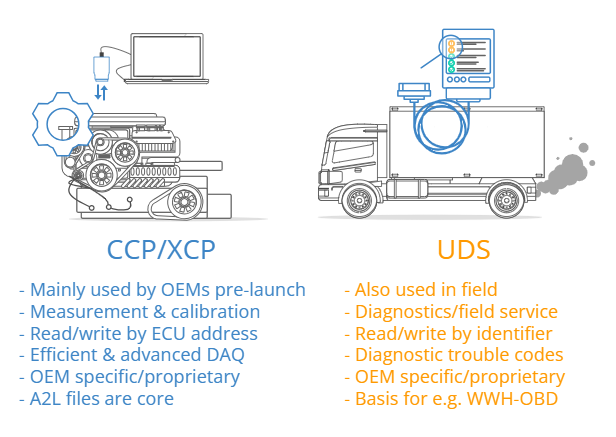 CCP/XCP
- Mainly used by OEMs pre-launch
- Measurement & calibration
- Read/write by ECU address
- Efficient & advanced DAQ
- OEM specific/proprietary
- A2L files are core
UDS
- Also used in field
- Diagnostics/field service
- Read/write by identifier
- Diagnostic trouble codes
- OEM specific/proprietary
- Basis for e.g. WWH-OBD